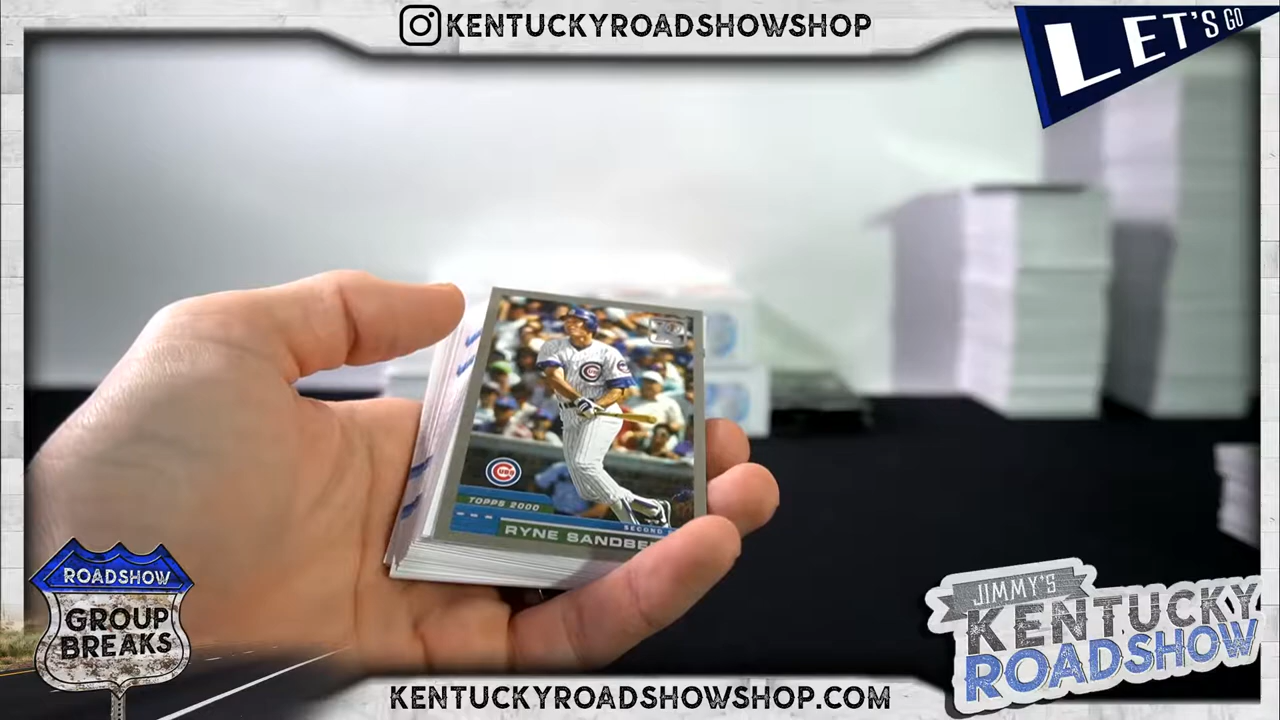 KENTUCKYROADSHOWSHOP
LET'S GO
TOPPS 2000
SECOND
RYNE SANDBE
ROADSHOW
GROUP
BREAKS
JIMMY'S
KENTUCKY
ROADSHOW
KENTUCKYROADSHOWSHOP.COM